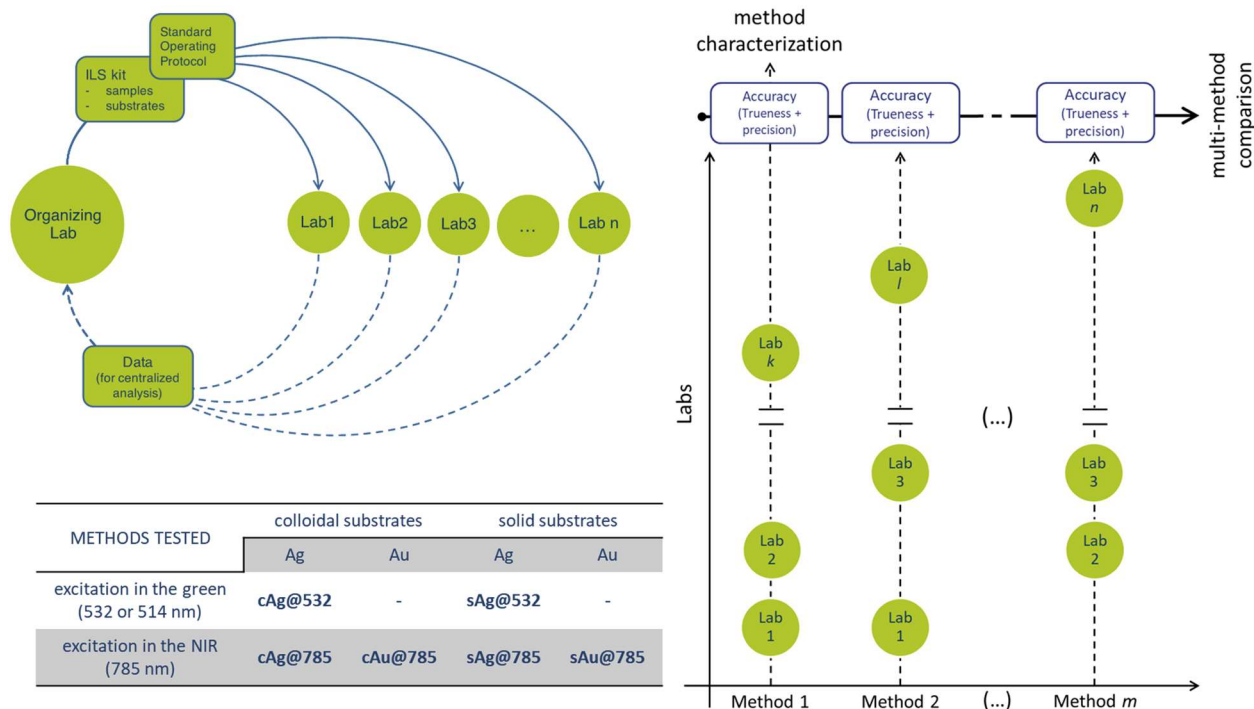 Standard
Operating
Protocol
ILS kit
- samples
- substrates
Organizing
Lab
Lab1
Lab2
Lab3
...
Lab n
Data
(for centralized
analysis)
METHODS TESTED
colloidal substrates
solid substrates
Ag
Au
Ag
Au
excitation in the green
(532 or 514 nm)
cAg@532
-
sAg@532
-
excitation in the NIR
(785 nm)
cAg@785
cAu@785
sAg@785
sAu@785
method
characterization
Accuracy
(Trueness +
precision)
Accuracy
(Trueness +
precision)
Accuracy
(Trueness +
precision)
multi-method
comparison
Labs
Lab
k
Lab
2
Lab
1
Lab
l
Lab
3
Lab
1
(...)
Lab
n
Lab
3
Lab
2
Method 1
Method 2
(...)
Method m